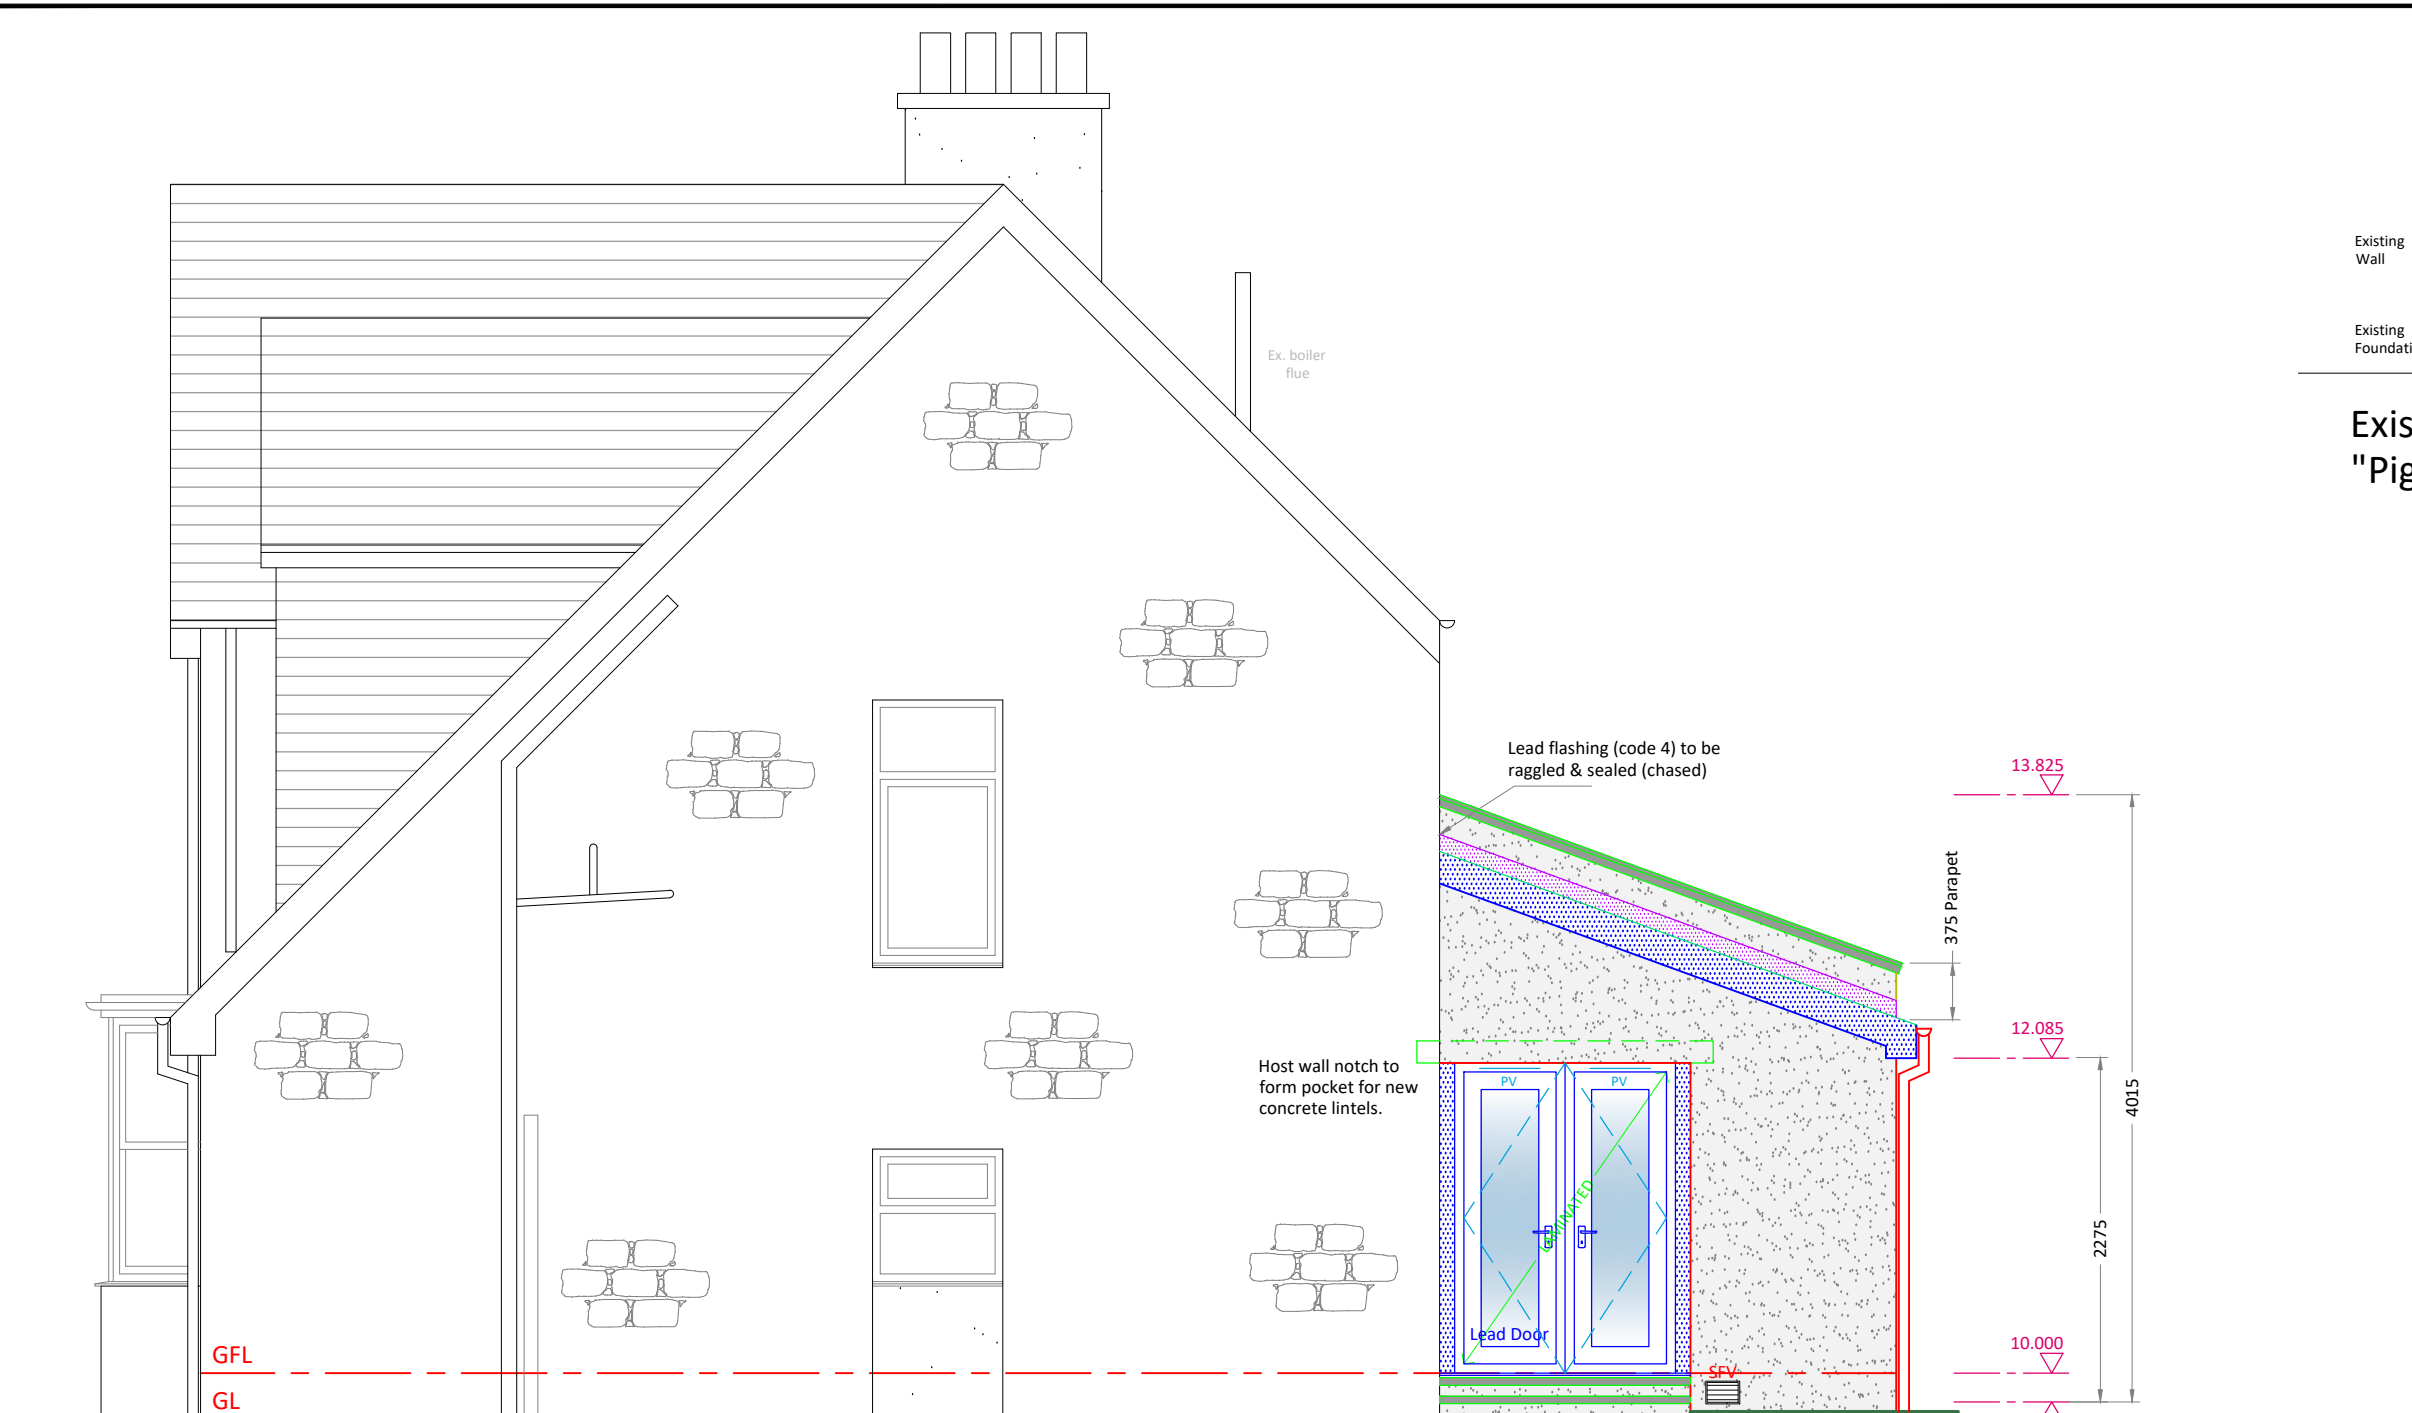 Existing
Wall
Ex. boiler
flue
Existing
Exis
"Pig
Lead flashing (code 4) to be
raggled & sealed (chased)
13.825
375 Parapet
12.085
Host wall notch to
form pocket for new
concrete lintels.
PV
PV
4015
LAMINATED
2275
Lead Door
10.000
GFL
SFV
GL